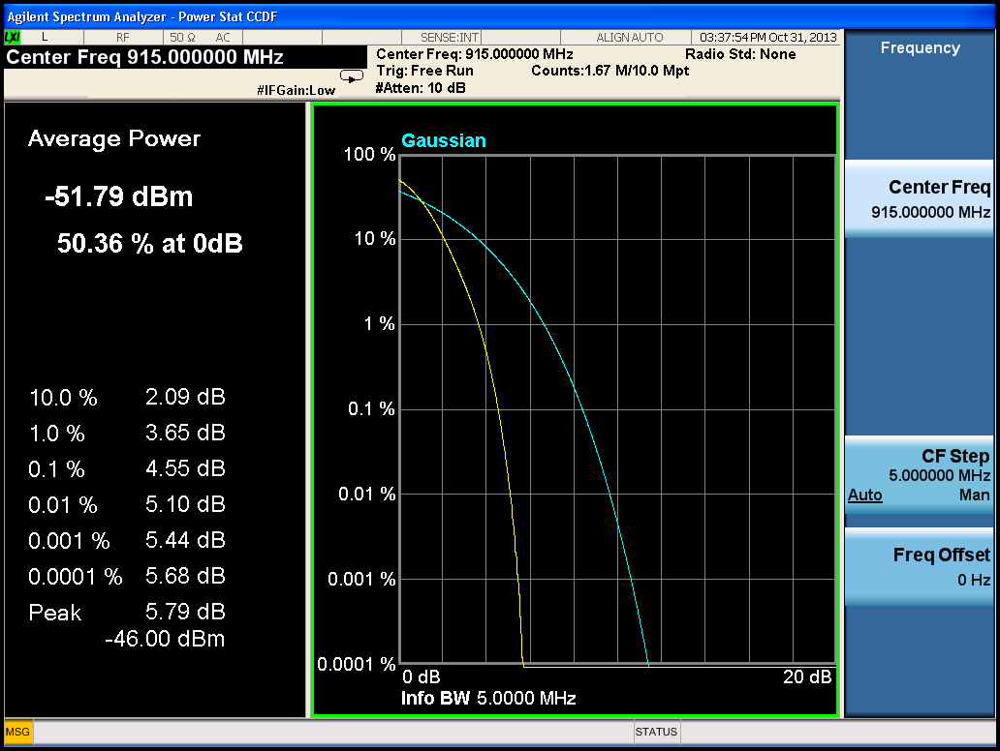 Agilent Spectrum Analyzer - Power Stat CCDF
LXI L RF 50 Ω AC SENSE:INT ALIGN AUTO 03:37:54 PM Oct 31, 2013
Center Freq 915.000000 MHz
Center Freq: 915.000000 MHz Radio Std: None
Trig: Free Run Counts:1.67 M/10.0 Mpt
#IFGain:Low #Atten: 10 dB
Average Power
-51.79 dBm
50.36 % at 0dB
10.0 % 2.09 dB
1.0 % 3.65 dB
0.1 % 4.55 dB
0.01 % 5.10 dB
0.001 % 5.44 dB
0.0001 % 5.68 dB
Peak 5.79 dB
-46.00 dBm
Gaussian
100 %
10 %
1 %
0.1 %
0.01 %
0.001 %
0.0001 %
0 dB 20 dB
Info BW 5.0000 MHz
Frequency
Center Freq
915.000000 MHz
CF Step
5.000000 MHz
Auto Man
Freq Offset
0 Hz
MSG STATUS